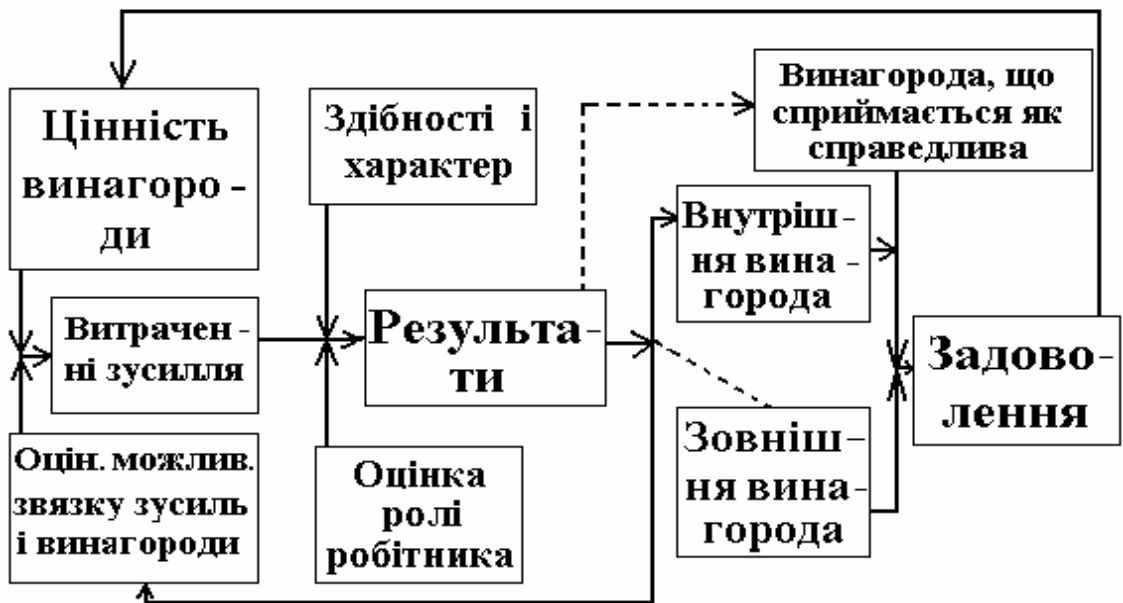 Цінність
винагоро -
ди
Здібності і
характер
Винагорода, що
сприймається як
справедлива
Внутріш -
ня вина -
города
Витрачен -
ні зусилля
Результа -
ти
Задово -
лення
Оцін. можлив.
звязку зусиль
і винагороди
Оцінка
ролі
робітника
Зовніш -
ня вина -
города